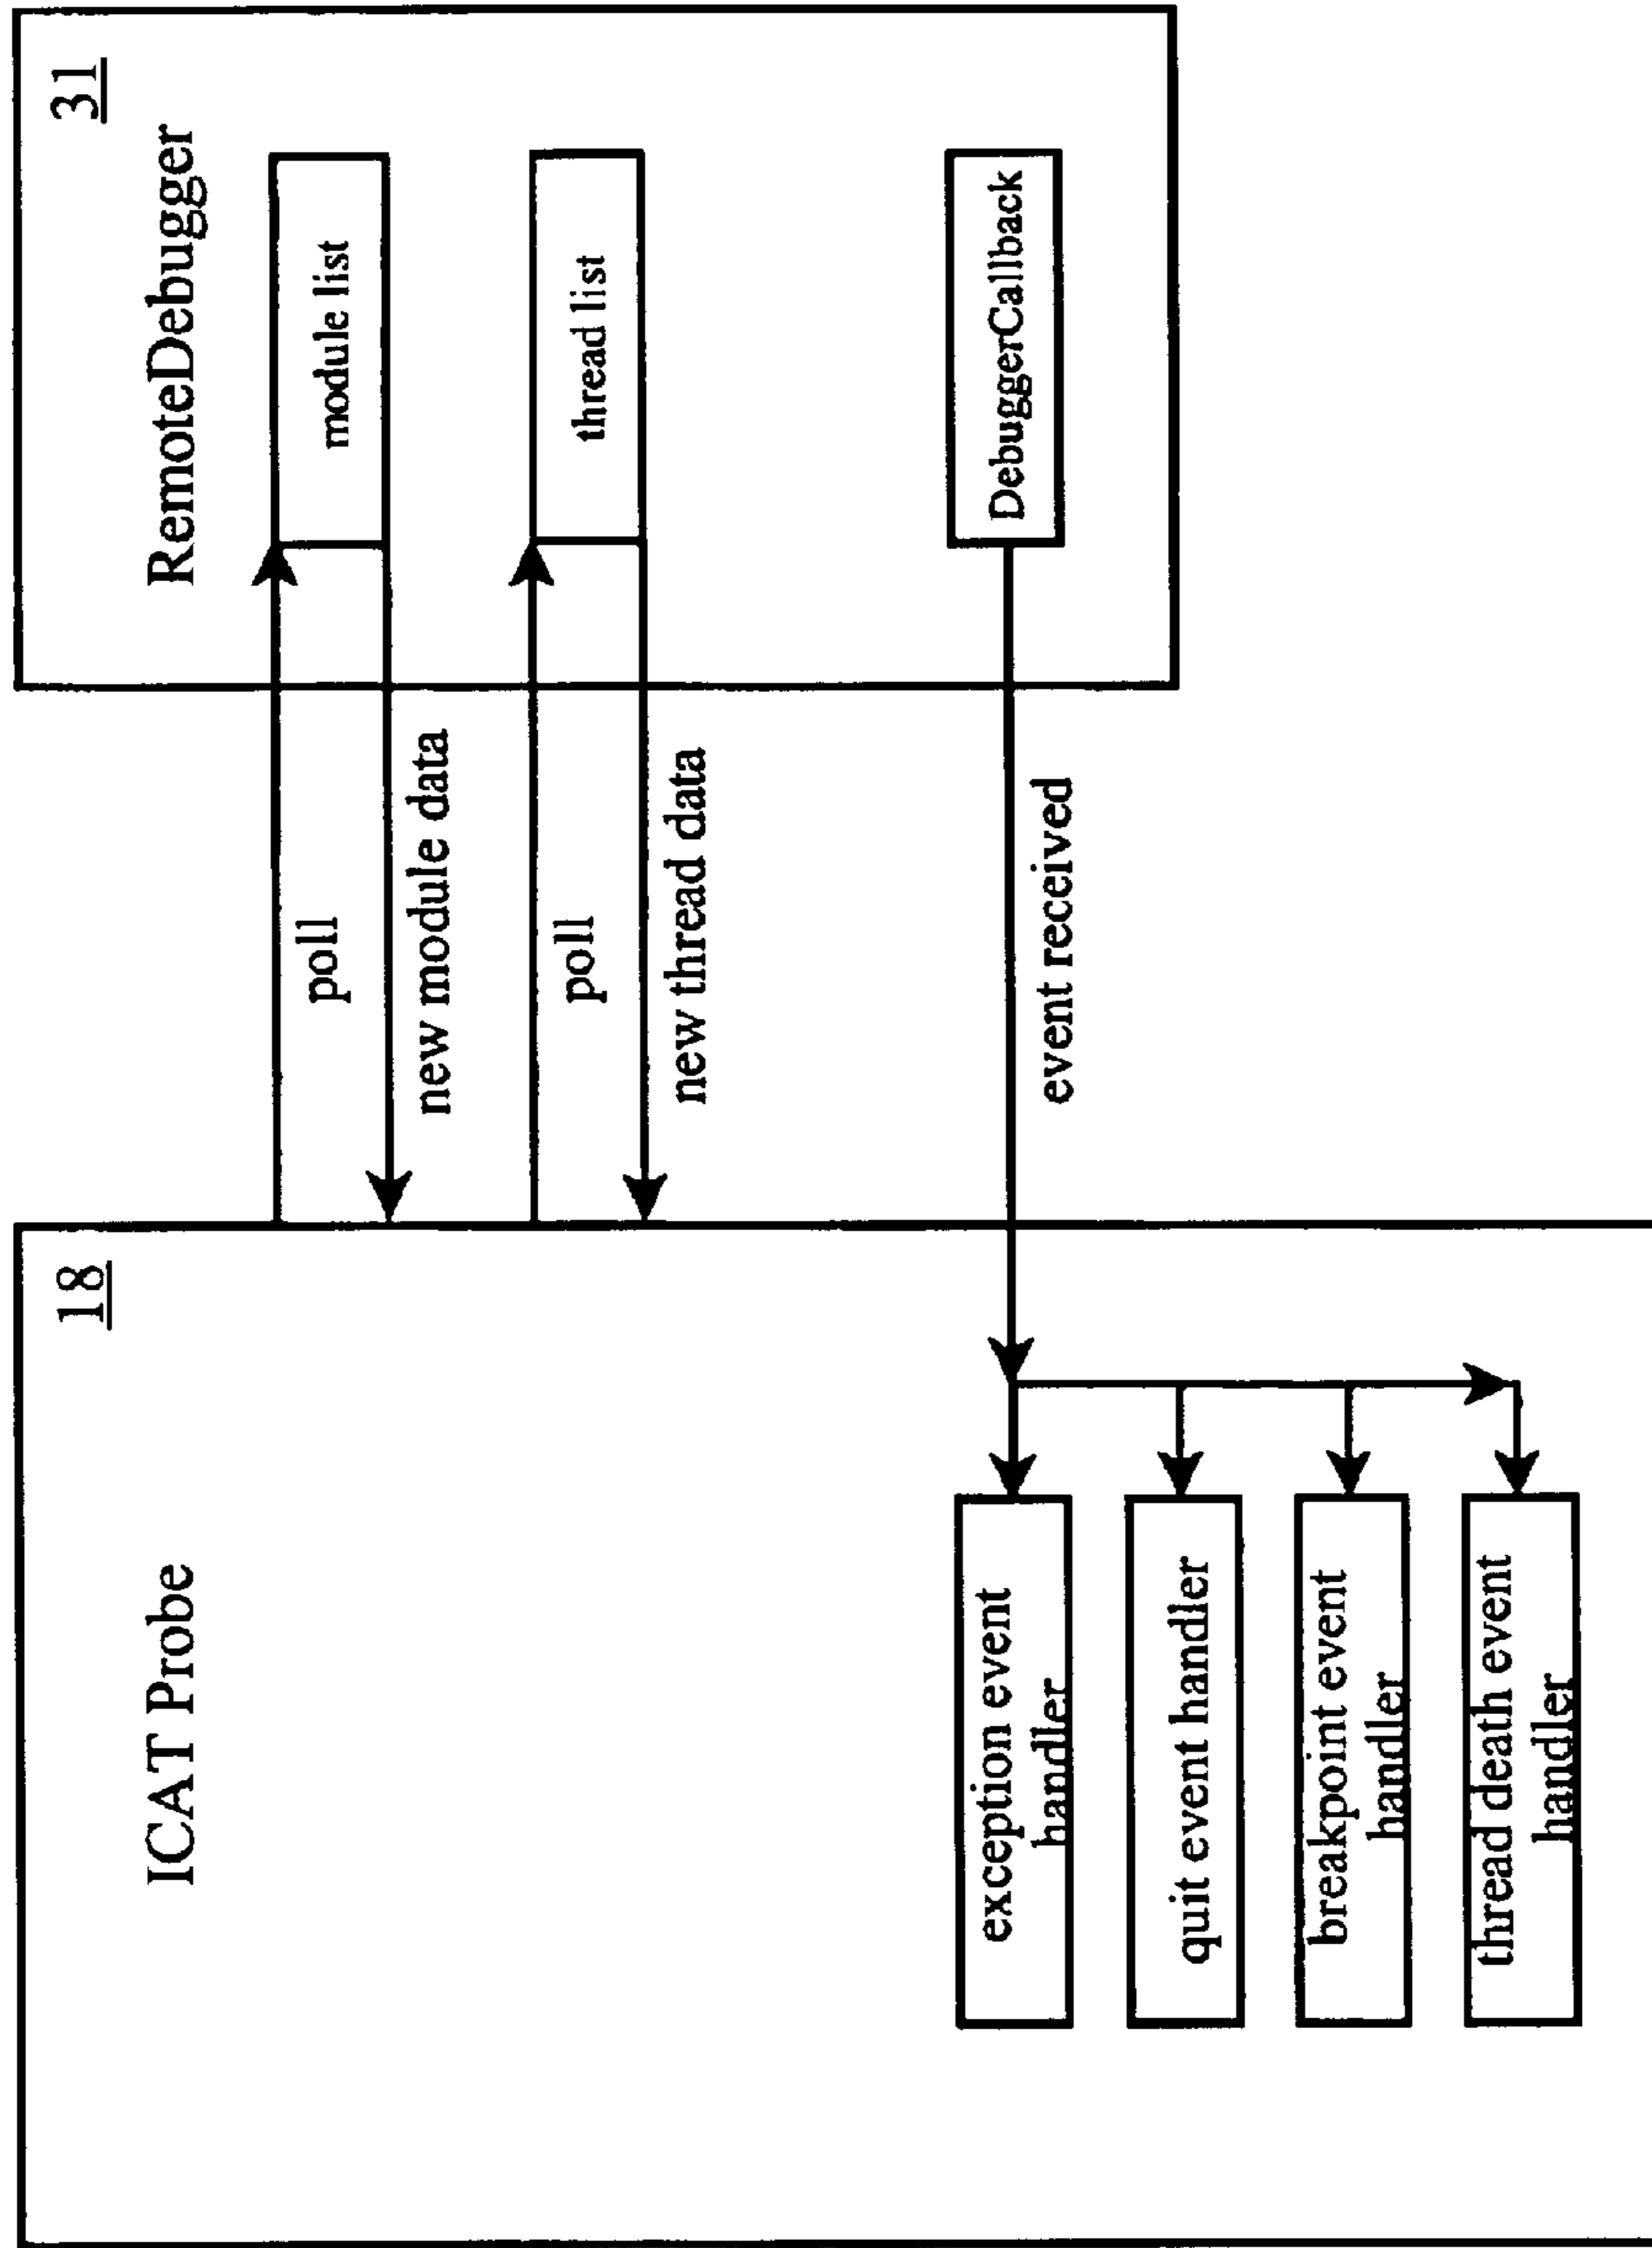 ICAT Probe
18
exception event
handler
quit event handler
breakpoint event
handler
thread death event
handler
poll
new module data
poll
new thread data
event received
RemoteDebugger
31
module list
thread list
DebuggerCallback